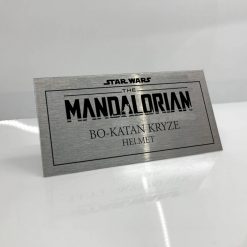 STAR WARS
THE
MANDALORIAN
BO-KATAN KRYZE
HELMET